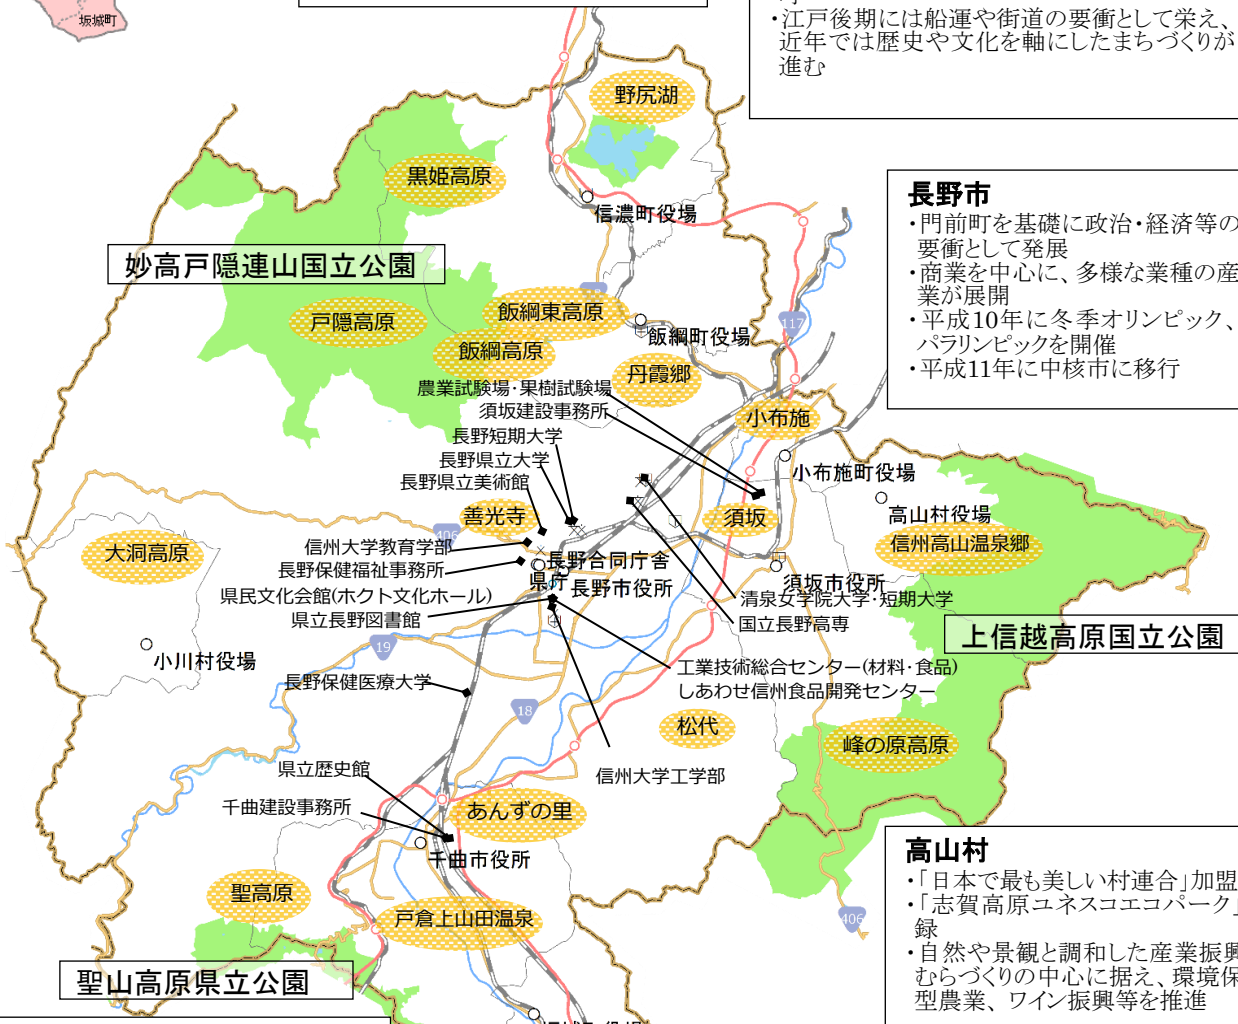 坂城町
・江戸後期には船運や街道の要衝として栄え、
近年では歴史や文化を軸にしたまちづくりが
進む
野尻湖
黒姫高原
信濃町役場
長野市
・門前町を基礎に政治・経済等の
要衝として発展
・商業を中心に、多様な業種の産
業が展開
・平成10年に冬季オリンピック、
パラリンピックを開催
・平成11年に中核市に移行
妙高戸隠連山国立公園
戸隠高原
飯綱東高原
飯綱町役場
117
飯綱高原
丹霞郷
農業試験場・果樹試験場
須坂建設事務所
小布施
長野短期大学
長野県立大学
長野県立美術館
小布施町役場
善光寺
須坂
高山村役場
信州高山温泉郷
406
大洞高原
信州大学教育学部
長野保健福祉事務所
長野合同庁舎
県庁
長野市役所
須坂市役所
県民文化会館(ホクト文化ホール)
県立長野図書館
清泉女学院大学・短期大学
国立長野高専
上信越高原国立公園
19
小川村役場
工業技術総合センター(材料・食品)
しあわせ信州食品開発センター
長野保健医療大学
18
松代
峰の原高原
信州大学工学部
県立歴史館
千曲建設事務所
あんずの里
千曲市役所
高山村
・「日本で最も美しい村連合」加盟
・「志賀高原ユネスコエコパーク」
録
・自然や景観と調和した産業振興
むらづくりの中心に据え、環境保
型農業、ワイン振興等を推進
聖高原
戸倉上山田温泉
406
聖山高原県立公園